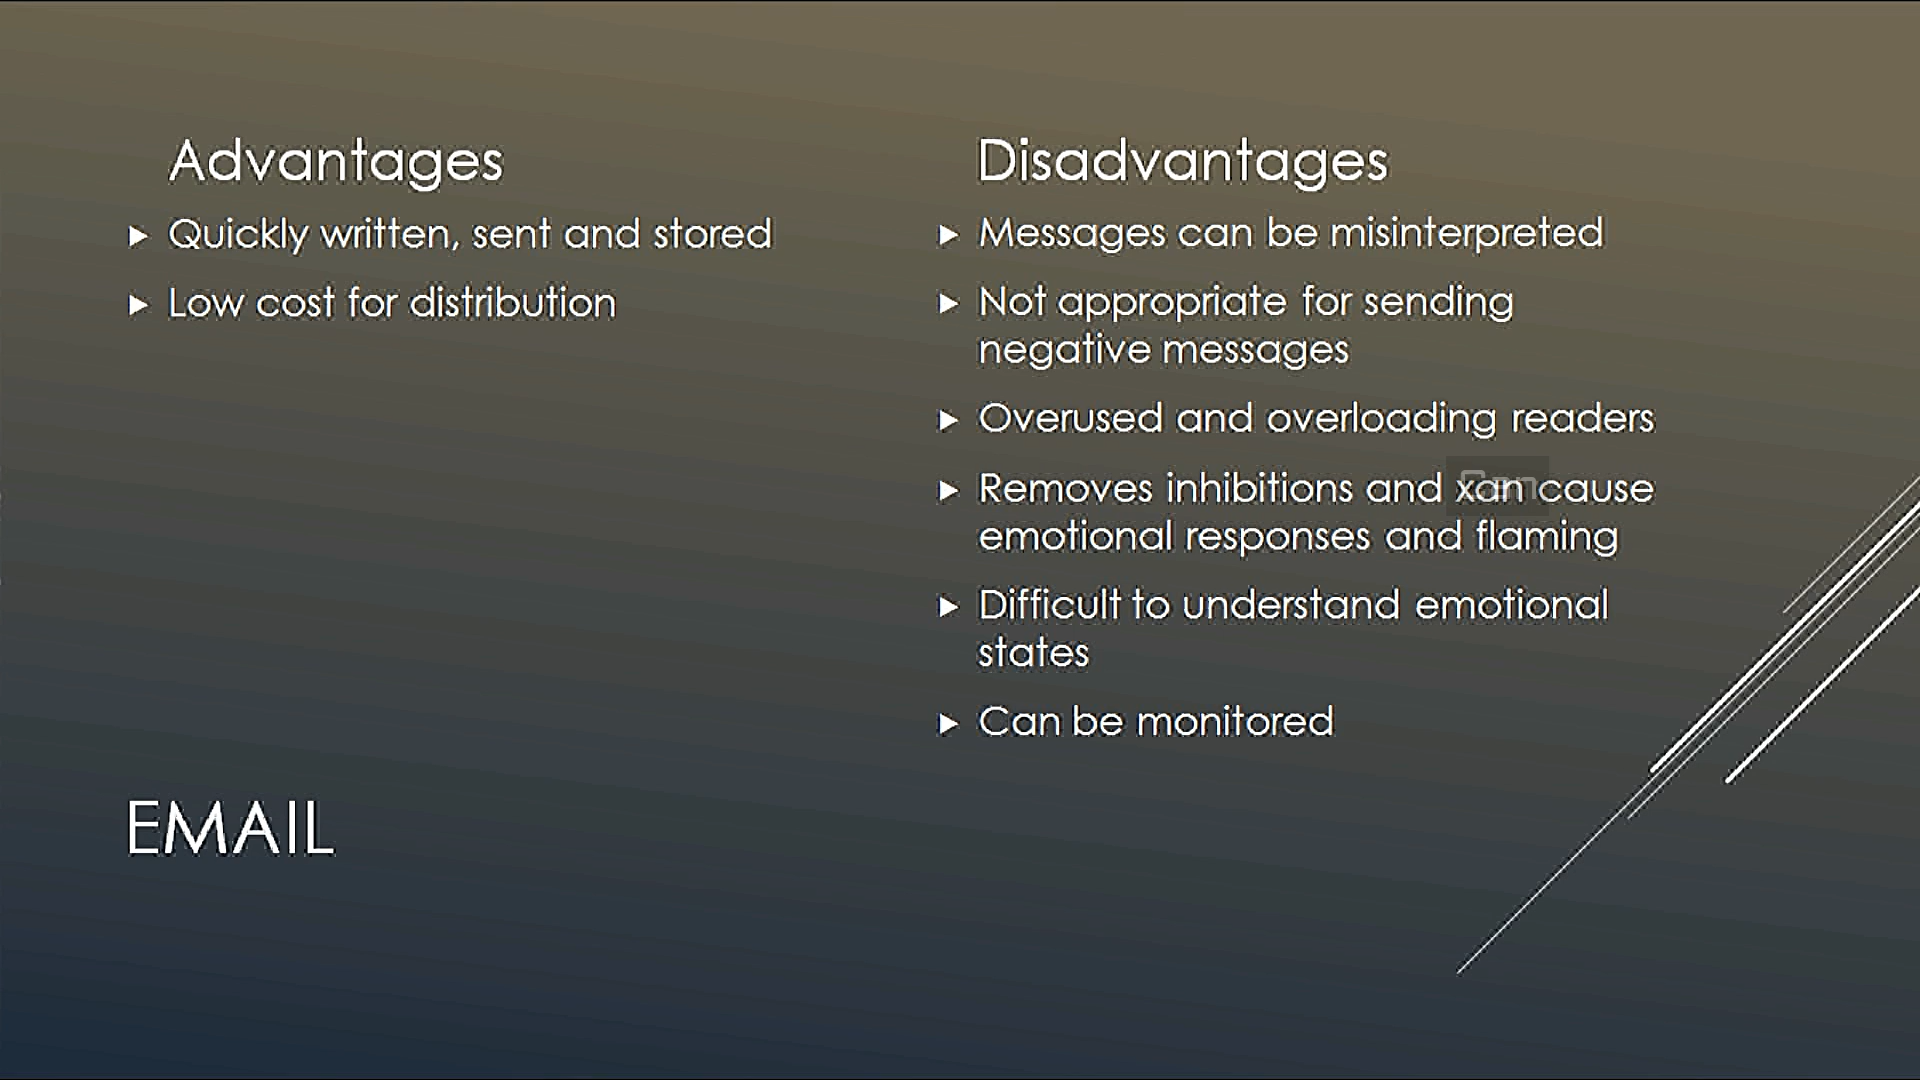 Advantages
Quickly written, sent and stored
Low cost for distribution
Disadvantages
Messages can be misinterpreted
Not appropriate for sending
negative messages
Overused and overloading readers
Removes inhibitions and xan cause
Can
emotional responses and flaming
Difficult to understand emotional
states
Can be monitored
EMAIL